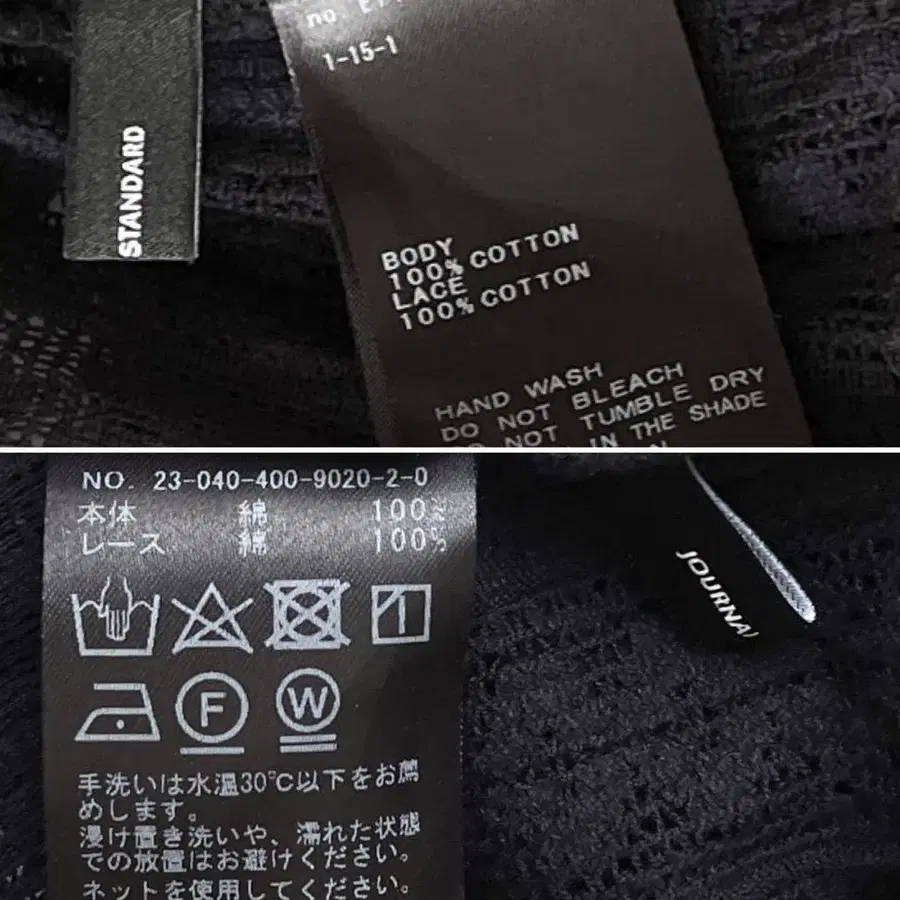 STANDARD
no.
1-15-1
BODY
100% COTTON
LACE
100% COTTON
HAND WASH
DO NOT BLEACH
NOT TUMBLE DRY
IN THE SHADE
NO. 23-040-400-9020-2-0
本体 綿 100%
レース 綿 100%
F
W
手洗いは水温30℃以下をお薦
めします。
浸け置き洗いや、濡れた状態
での放置はお避けください。
ネットを使用してください。
JOURNAL